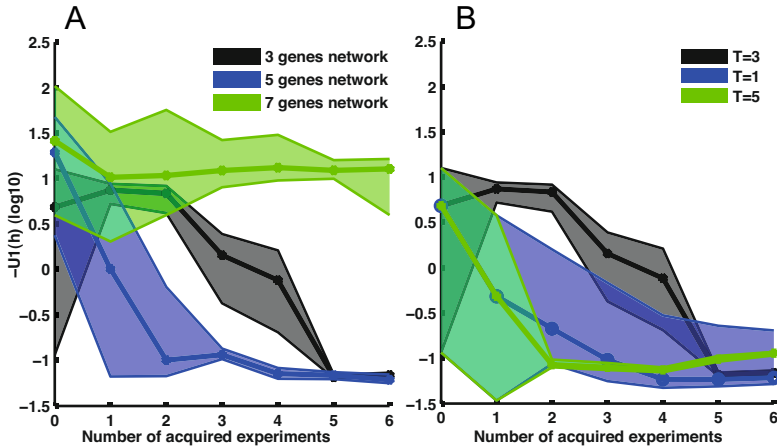 A
B
2.5
2
1.5
1
0.5
0
−0.5
−1
−1.5
−U1(h) (log10)
3 genes network
5 genes network
7 genes network
0 1 2 3 4 5 6
Number of acquired experiments
2.5
2
1.5
1
0.5
0
−0.5
−1
−1.5
T=3
T=1
T=5
0 1 2 3 4 5 6
Number of acquired experiments